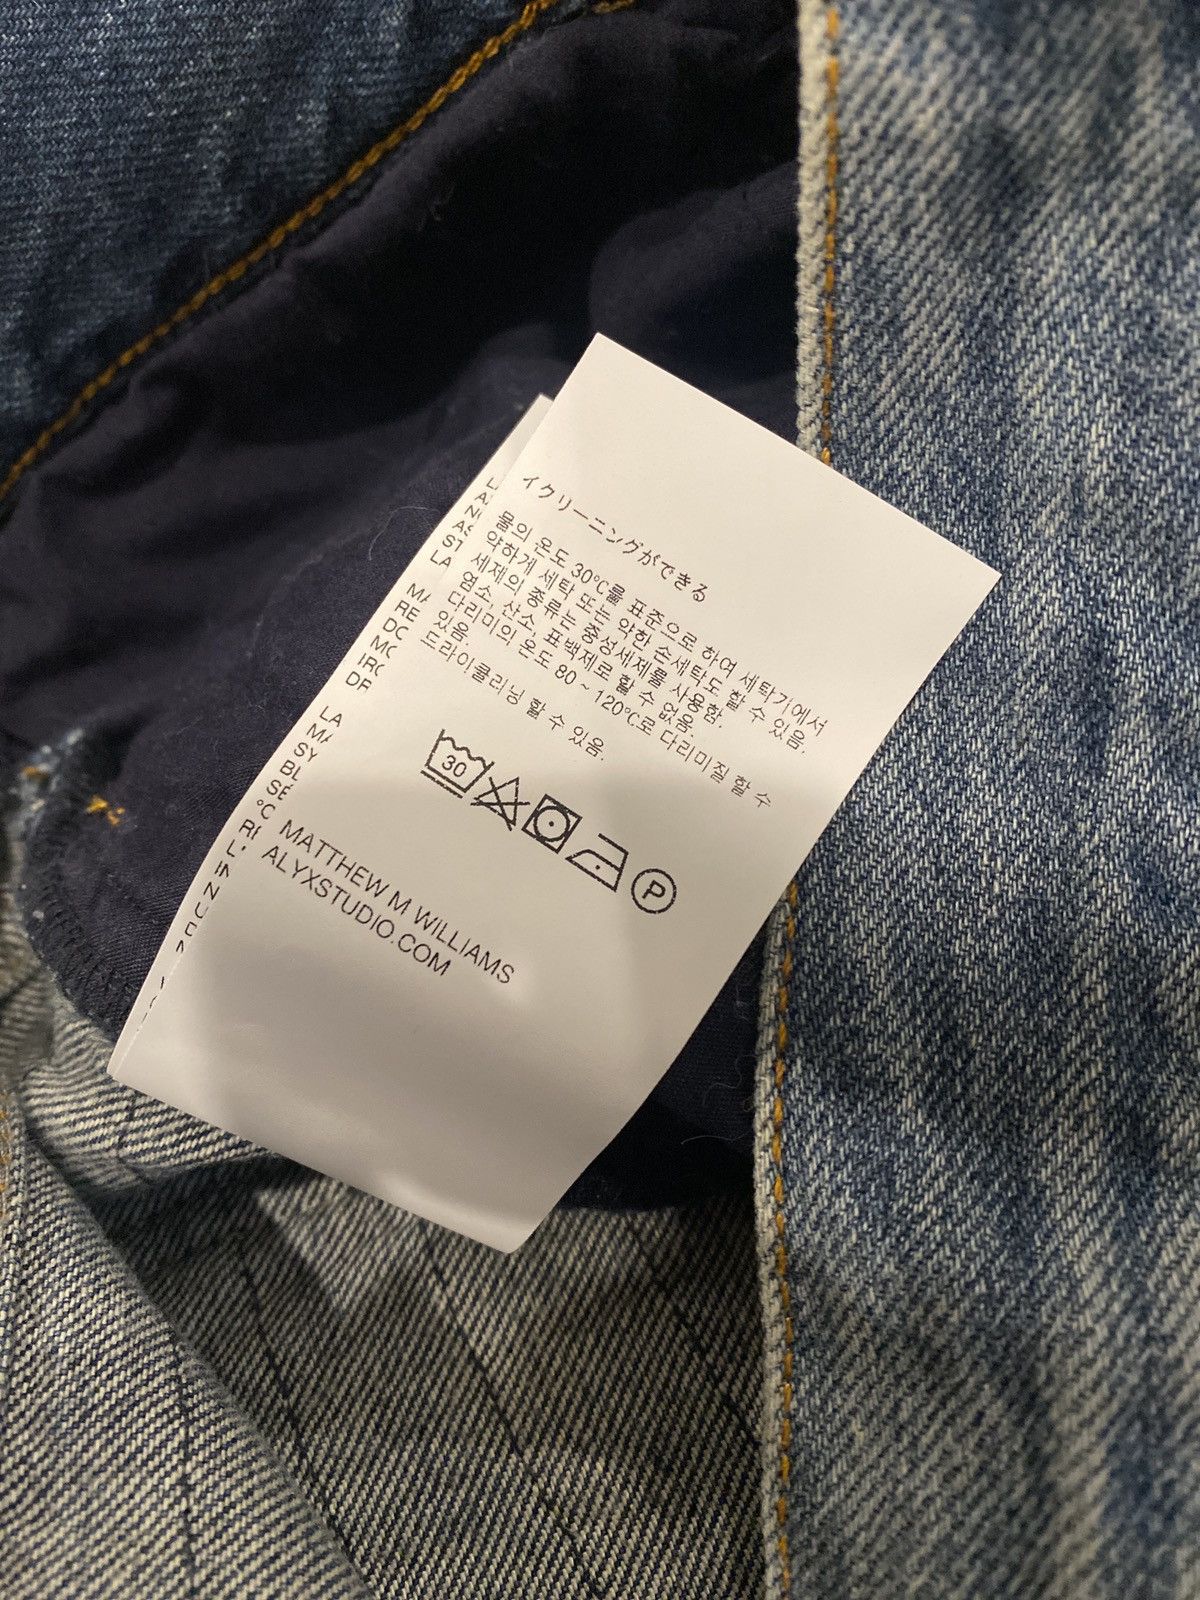 イクリーニングができる
물의 온도 30℃를 표준으로 하여 세탁기에서
약하게 세탁 또는 약한 손세탁도 할 수 있음.
세제의 종류는 중성세제를 사용함.
염소, 산소, 표백제로 할 수 없음.
다리미의 온도 80 ~ 120℃로 다리미질 할 수
있음.
드라이클리닝 할 수 있음.
30
P
MATTHEW M WILLIAMS
ALYXSTUDIO.COM